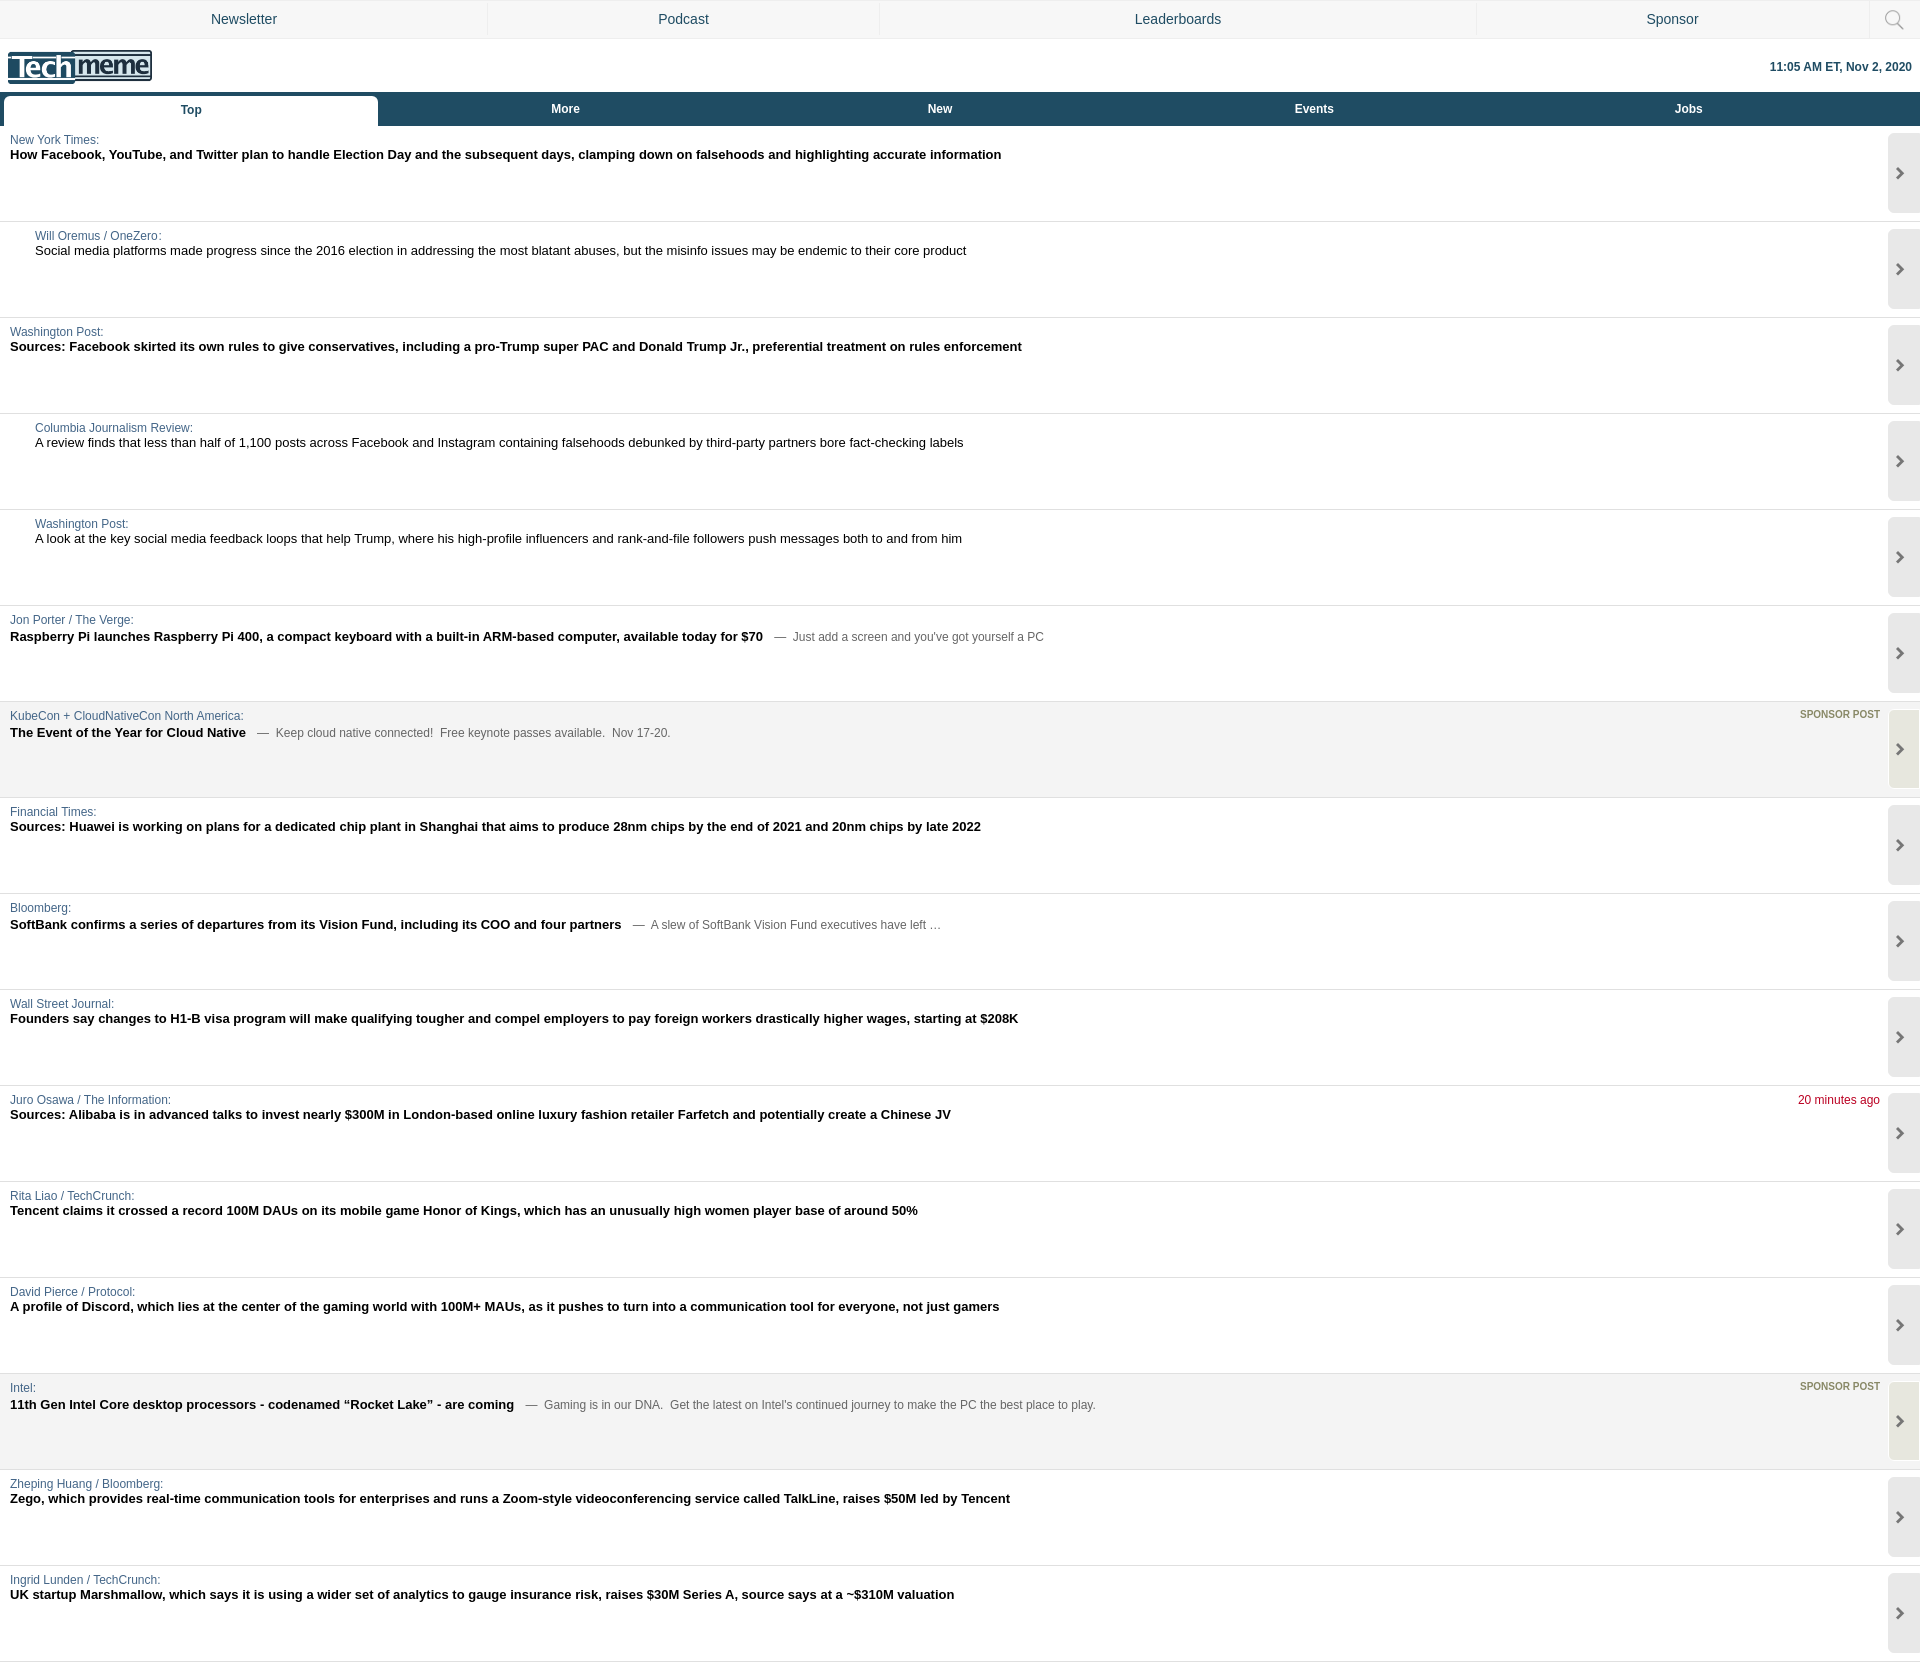 Newsletter Podcast Leaderboards Sponsor
Techmeme 11:05 AM ET, Nov 2, 2020
Top More New Events Jobs
New York Times:
How Facebook, YouTube, and Twitter plan to handle Election Day and the subsequent days, clamping down on falsehoods and highlighting accurate information
Will Oremus / OneZero:
Social media platforms made progress since the 2016 election in addressing the most blatant abuses, but the misinfo issues may be endemic to their core product
Washington Post:
Sources: Facebook skirted its own rules to give conservatives, including a pro-Trump super PAC and Donald Trump Jr., preferential treatment on rules enforcement
Columbia Journalism Review:
A review finds that less than half of 1,100 posts across Facebook and Instagram containing falsehoods debunked by third-party partners bore fact-checking labels
Washington Post:
A look at the key social media feedback loops that help Trump, where his high-profile influencers and rank-and-file followers push messages both to and from him
Jon Porter / The Verge:
Raspberry Pi launches Raspberry Pi 400, a compact keyboard with a built-in ARM-based computer, available today for $70 — Just add a screen and you've got yourself a PC
KubeCon + CloudNativeCon North America: SPONSOR POST
The Event of the Year for Cloud Native — Keep cloud native connected! Free keynote passes available. Nov 17-20.
Financial Times:
Sources: Huawei is working on plans for a dedicated chip plant in Shanghai that aims to produce 28nm chips by the end of 2021 and 20nm chips by late 2022
Bloomberg:
SoftBank confirms a series of departures from its Vision Fund, including its COO and four partners — A slew of SoftBank Vision Fund executives have left …
Wall Street Journal:
Founders say changes to H1-B visa program will make qualifying tougher and compel employers to pay foreign workers drastically higher wages, starting at $208K
Juro Osawa / The Information: 20 minutes ago
Sources: Alibaba is in advanced talks to invest nearly $300M in London-based online luxury fashion retailer Farfetch and potentially create a Chinese JV
Rita Liao / TechCrunch:
Tencent claims it crossed a record 100M DAUs on its mobile game Honor of Kings, which has an unusually high women player base of around 50%
David Pierce / Protocol:
A profile of Discord, which lies at the center of the gaming world with 100M+ MAUs, as it pushes to turn into a communication tool for everyone, not just gamers
Intel: SPONSOR POST
11th Gen Intel Core desktop processors - codenamed “Rocket Lake” - are coming — Gaming is in our DNA. Get the latest on Intel's continued journey to make the PC the best place to play.
Zheping Huang / Bloomberg:
Zego, which provides real-time communication tools for enterprises and runs a Zoom-style videoconferencing service called TalkLine, raises $50M led by Tencent
Ingrid Lunden / TechCrunch:
UK startup Marshmallow, which says it is using a wider set of analytics to gauge insurance risk, raises $30M Series A, source says at a ~$310M valuation